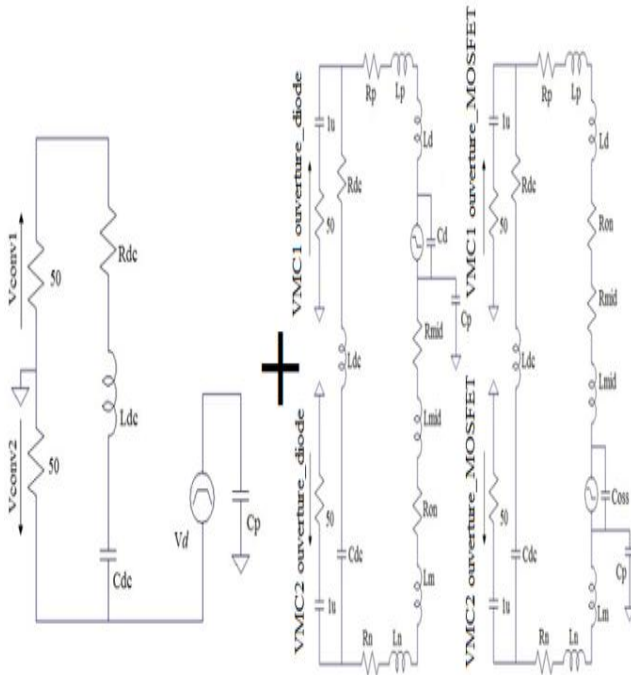 Vconv1
50
Rdc
Ldc
Vconv2
50
Cdc
Vd
Cp
+
VMC1 ouverture_diode
1u
50
Rdc
Rp
Lp
Ld
Cd
Cp
Ldc
Rmid
Lmid
VMC2 ouverture_diode
50
1u
Cdc
Ron
Lm
Rn
Ln
VMC1 ouverture_MOSFET
1u
50
Rdc
Rp
Lp
Ld
Ron
Rmid
Ldc
Lmid
VMC2 ouverture_MOSFET
50
1u
Cdc
Coss
Cp
Lm
Rn
Ln